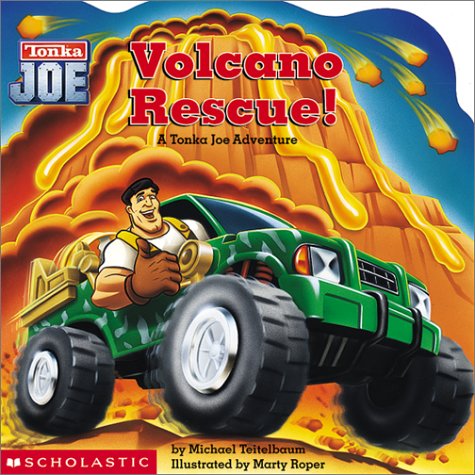 Tonka
JOE
Volcano
Rescue!
A Tonka Joe Adventure
by Michael Teitelbaum
Illustrated by Marty Roper
SCHOLASTIC